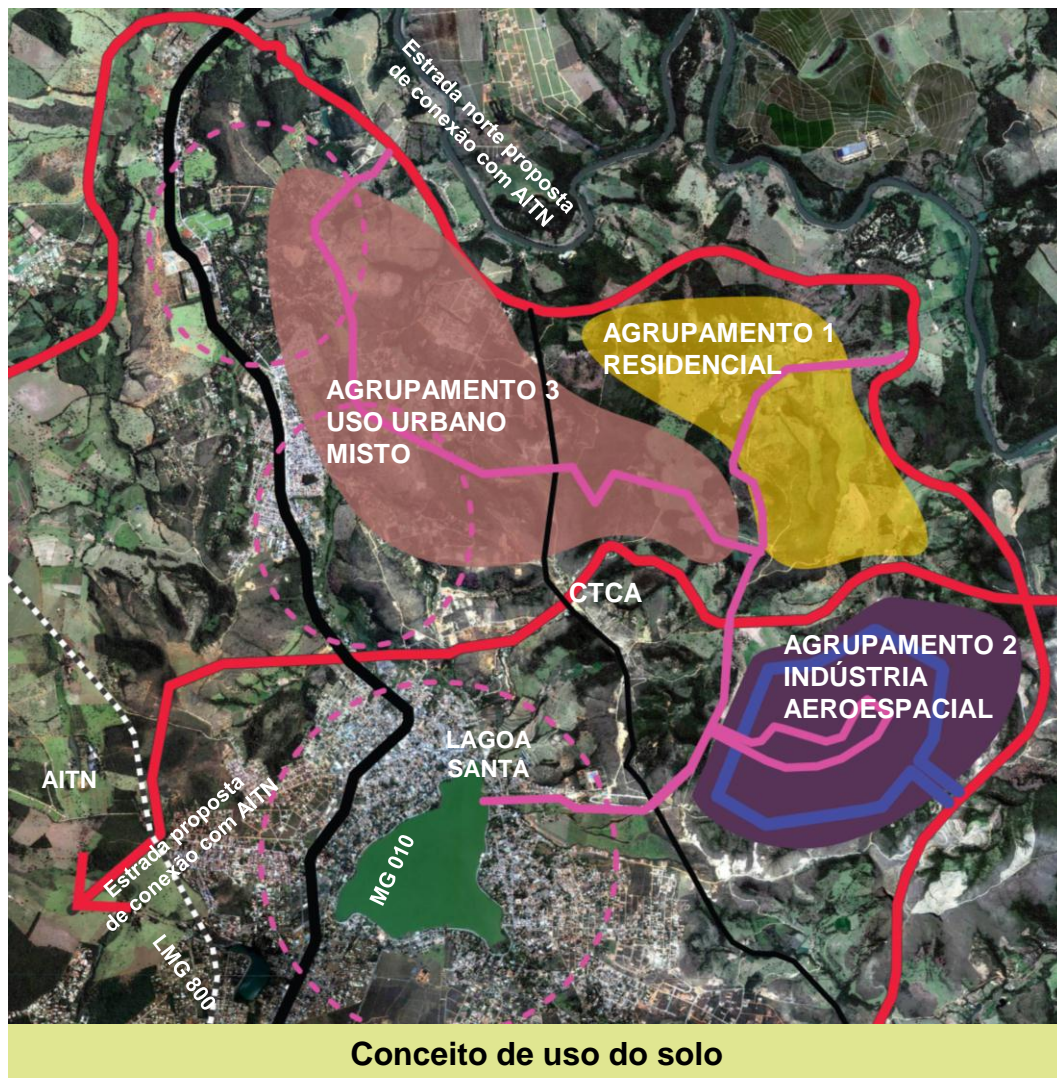 Estrada norte proposta
de conexão com AITN
AGRUPAMENTO 1
RESIDENCIAL
AGRUPAMENTO 3
USO URBANO
MISTO
CTCA
AGRUPAMENTO 2
INDÚSTRIA
AEROESPACIAL
LAGOA
SANTA
AITN
Estrada proposta
de conexão com AITN
MG 010
LMG 800
Conceito de uso do solo